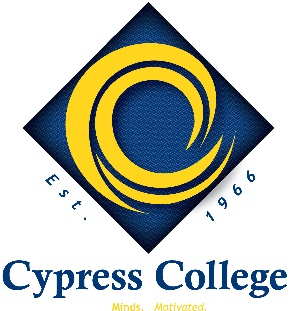 Est. 1966
Cypress College
Minds. Motivated.